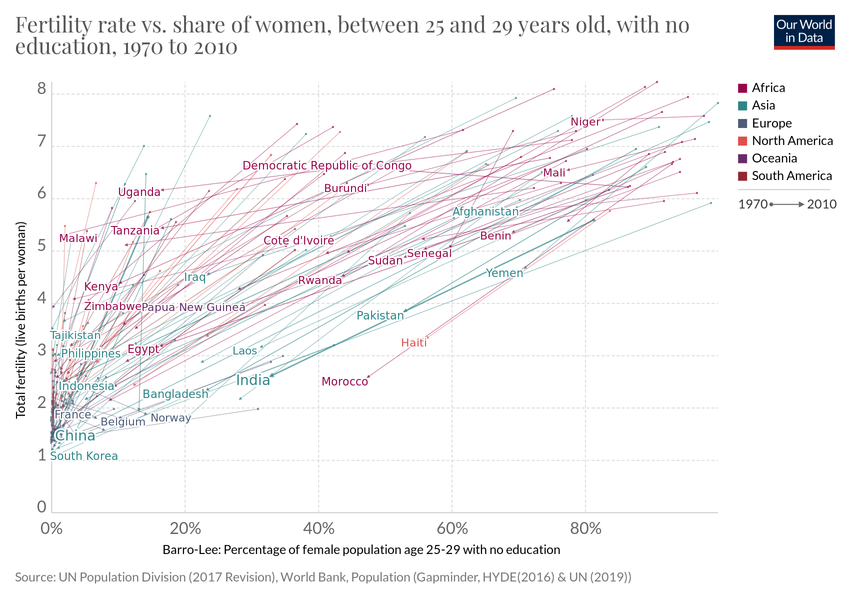 Fertility rate vs. share of women, between 25 and 29 years old, with no
education, 1970 to 2010
Our World
in Data
Total fertility (live births per woman)
8
7
6
5
4
3
2
1
0
0%
20%
40%
60%
80%
Barro-Lee: Percentage of female population age 25-29 with no education
Niger
Democratic Republic of Congo
Mali
Uganda
Burundi
Afghanistan
Malawi
Tanzania
Cote d'Ivoire
Benin
Senegal
Sudan
Kenya
Iraq
Rwanda
Yemen
Zimbabwe
Papua New Guinea
Pakistan
Tajikistan
Philippines
Egypt
Laos
Haiti
Indonesia
India
Morocco
Bangladesh
France
Belgium
Norway
China
South Korea
Africa
Asia
Europe
North America
Oceania
South America
1970
2010
Source: UN Population Division (2017 Revision), World Bank, Population (Gapminder, HYDE(2016) & UN (2019))